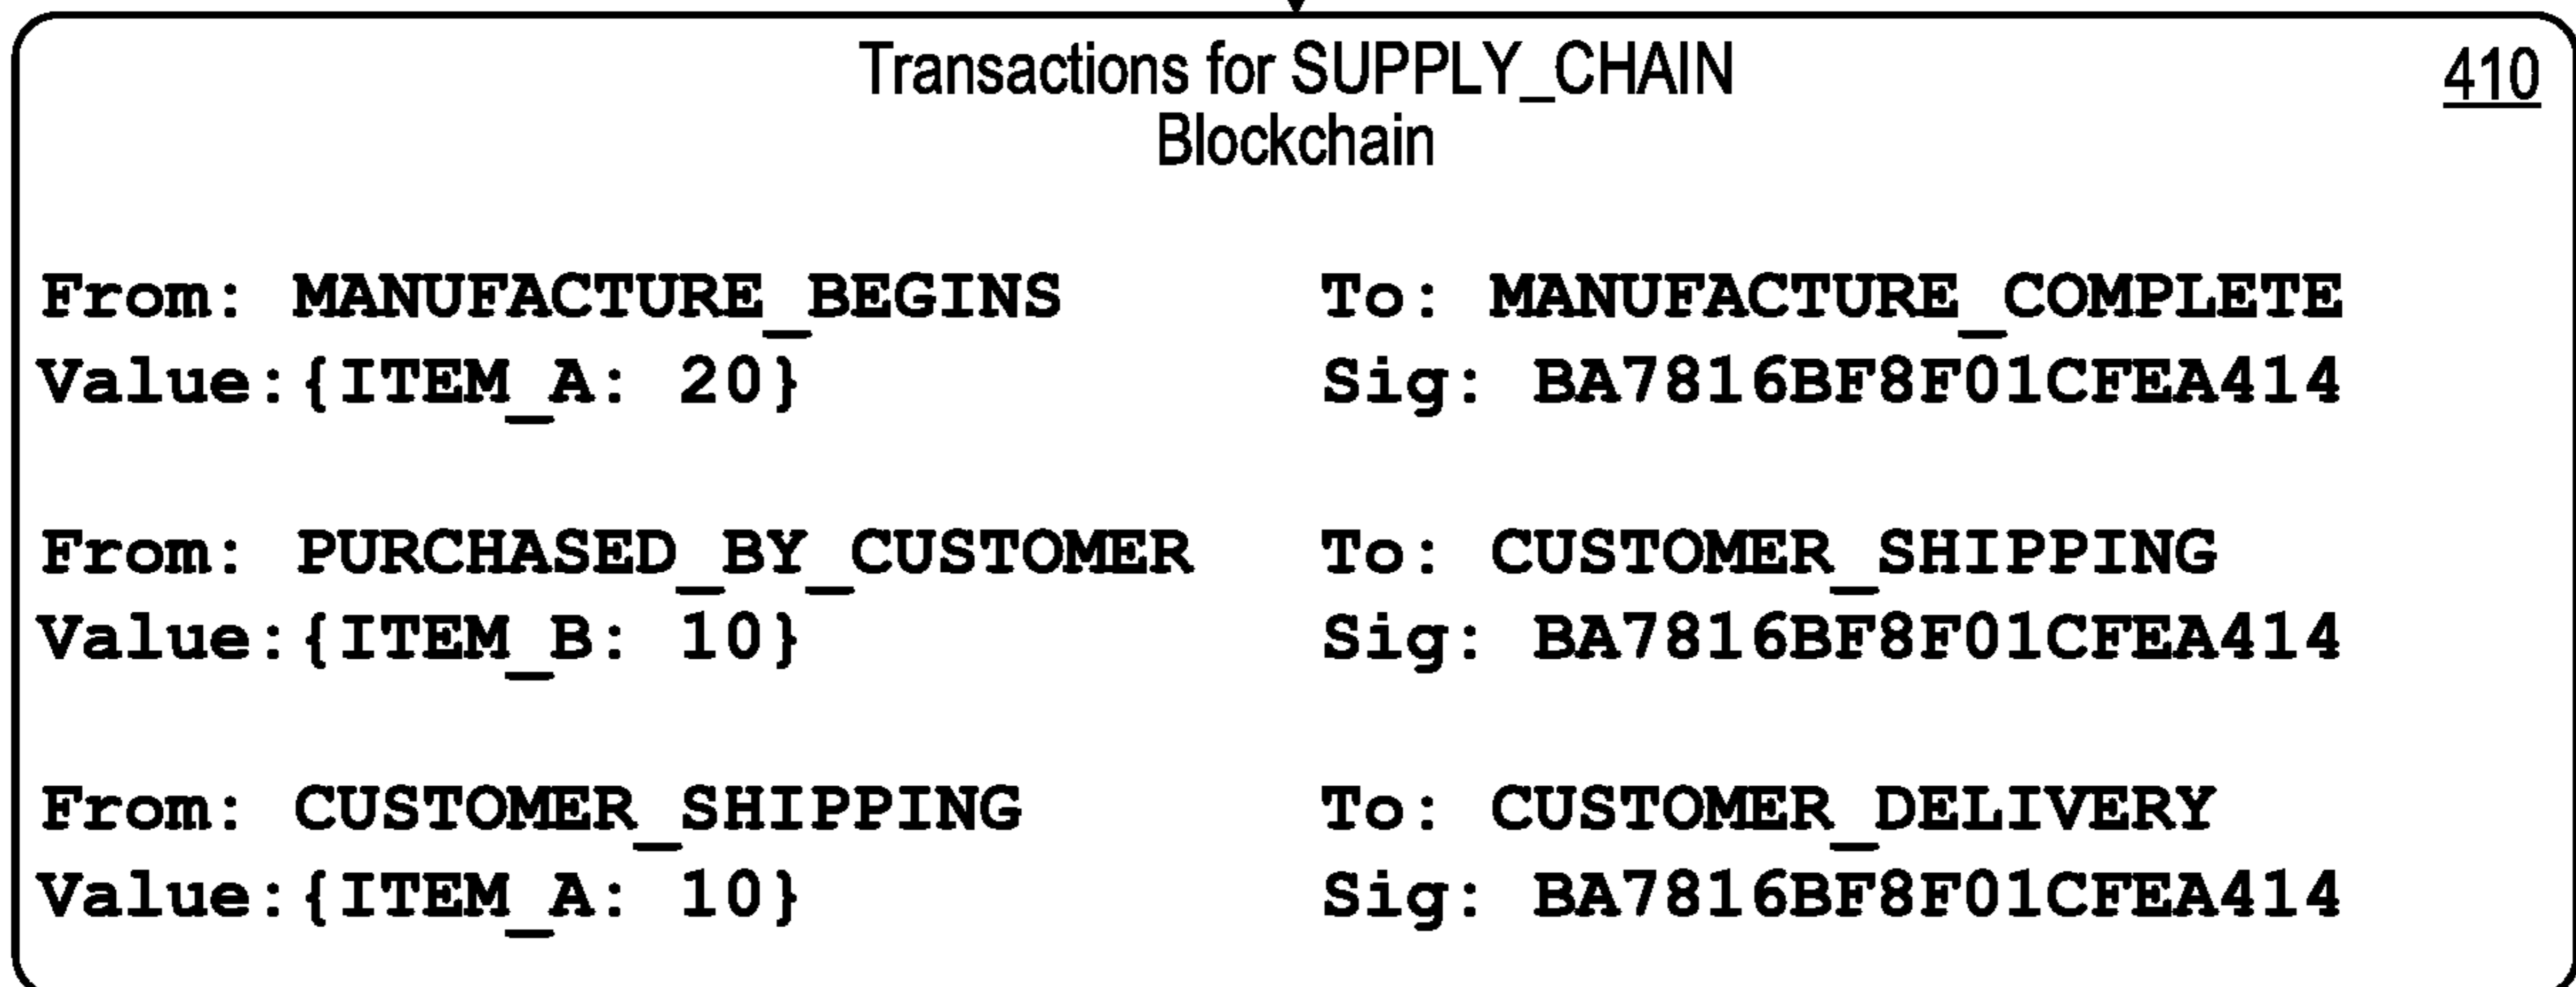 Transactions for SUPPLY_CHAIN 410
Blockchain
From: MANUFACTURE_BEGINS To: MANUFACTURE_COMPLETE
Value:{ITEM_A: 20} Sig: BA7816BF8F01CFEA414
From: PURCHASED_BY_CUSTOMER To: CUSTOMER_SHIPPING
Value:{ITEM_B: 10} Sig: BA7816BF8F01CFEA414
From: CUSTOMER_SHIPPING To: CUSTOMER_DELIVERY
Value:{ITEM_A: 10} Sig: BA7816BF8F01CFEA414